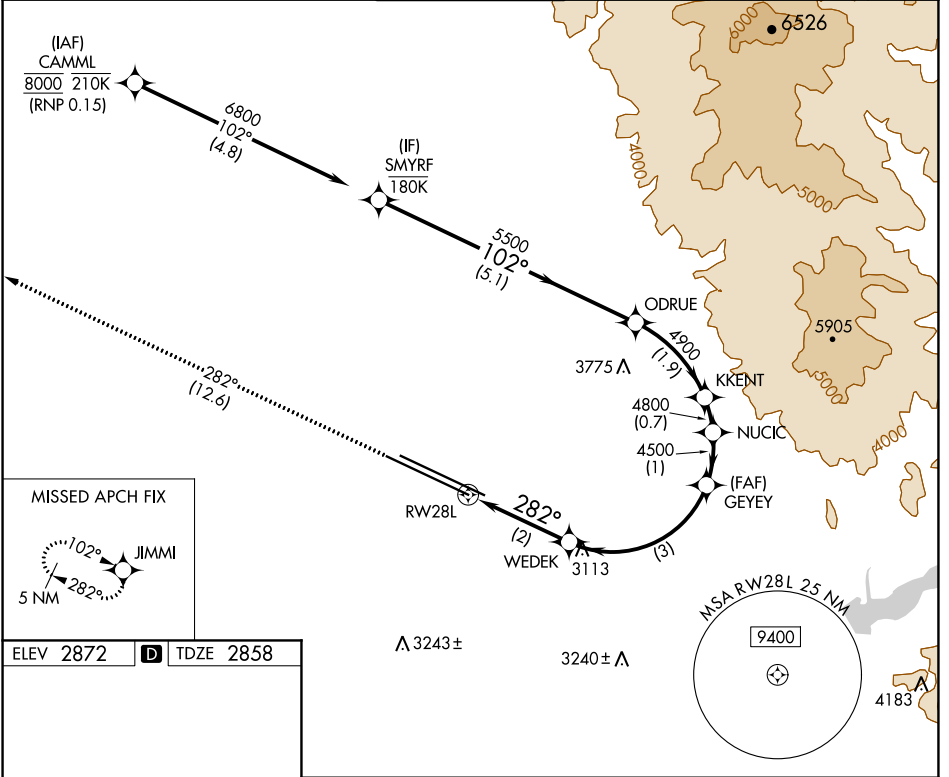 (IAF)
CAMML
8000 210K
(RNP 0.15)
6800
102°
(4.8)
(IF)
SMYRF
180K
5500
102°
(5.1)
ODRUE
4900
(1.9)
3775
KKENT
4800
(0.7)
NUCIC
4500
(1)
(FAF)
GEYEY
(3)
WEDEK
3113
282°
(2)
RW28L
282°
(12.6)
6000
6526
4000
5000
5905
5000
4000
MISSED APCH FIX
102°
JIMMI
282°
5 NM
ELEV 2872 D TDZE 2858
3243±
3240±
MSA RW28L 25 NM
9400
4183